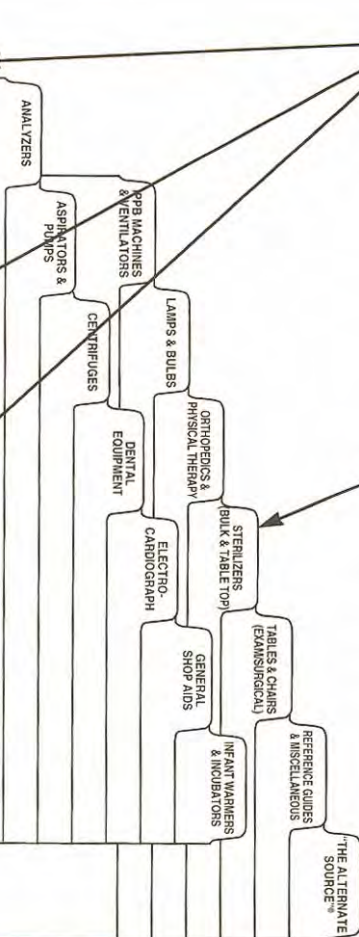 ANALYZERS
ASPIRATORS &
PUMPS
CENTRIFUGES
DENTAL
EQUIPMENT
ELECTRO-
CARDIOGRAPH
GENERAL
SHOP AIDS
INFANT WARMERS
& INCUBATORS
IPPB MACHINES
& VENTILATORS
LAMPS & BULBS
ORTHOPEDICS &
PHYSICAL THERAPY
STERILIZERS
(BULK & TABLE TOP)
TABLES & CHAIRS
(EXAM/SURGICAL)
REFERENCE GUIDES
& MISCELLANEOUS
"THE ALTERNATE
SOURCE"®